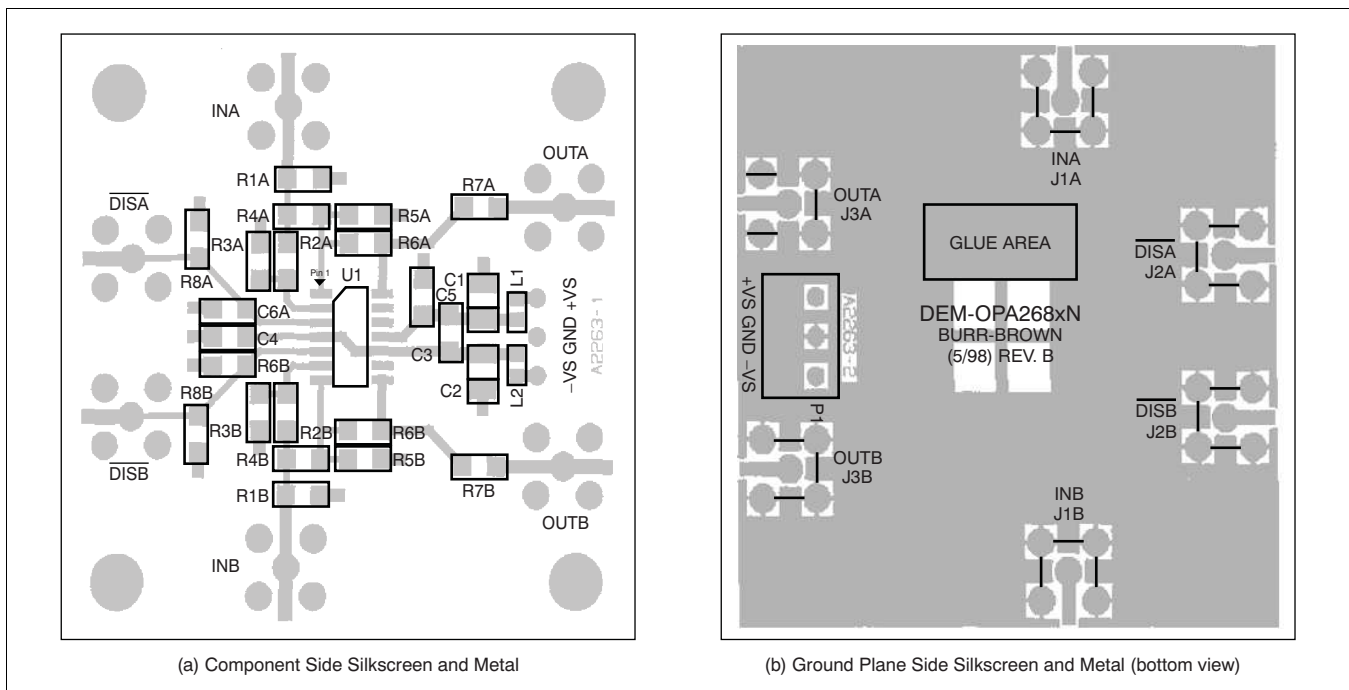 INA
OUTA
R1A
R7A
DISA
R4A
R5A
R3A
R2A
R6A
Pin 1
U1
R8A
C1
L1
C5
C6A
C4
C3
R6B
C2
L2
−VS GND +VS
A2263-1
R8B
R3B
R2B
R6B
R4B
R5B
DISB
R7B
R1B
OUTB
INB
(a) Component Side Silkscreen and Metal
INA
J1A
OUTA
J3A
GLUE AREA
DISA
J2A
+VS GND −VS
A2263-2
DEM-OPA268xN
BURR-BROWN
(5/98) REV. B
P1
DISB
J2B
OUTB
J3B
INB
J1B
(b) Ground Plane Side Silkscreen and Metal (bottom view)